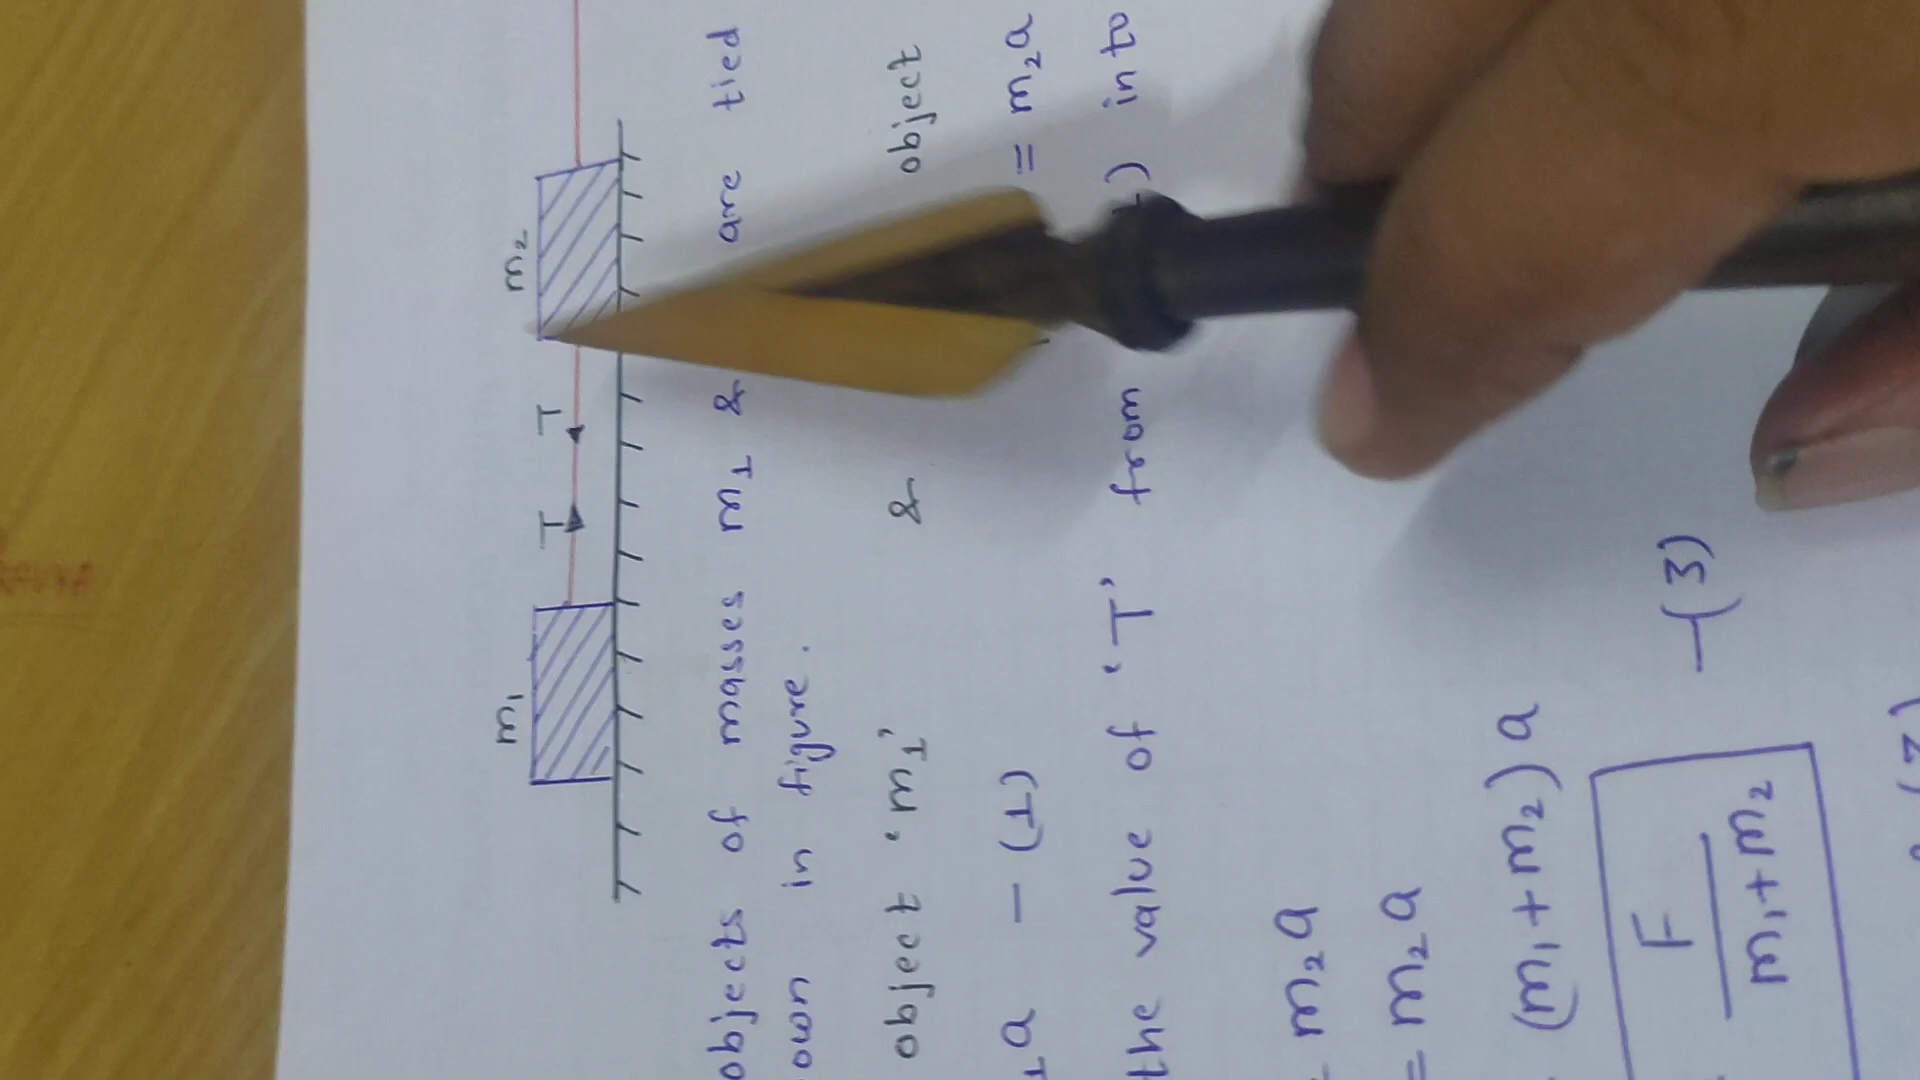 m₁ T T m₂
objects of masses m₁ & are tied
own in figure.
object 'm₁' & object
₁a — (1) = m₂a
the value of 'T' from ) into
m₂a
= m₂a
(m₁+m₂)a
F
m₁+m₂ —(3)